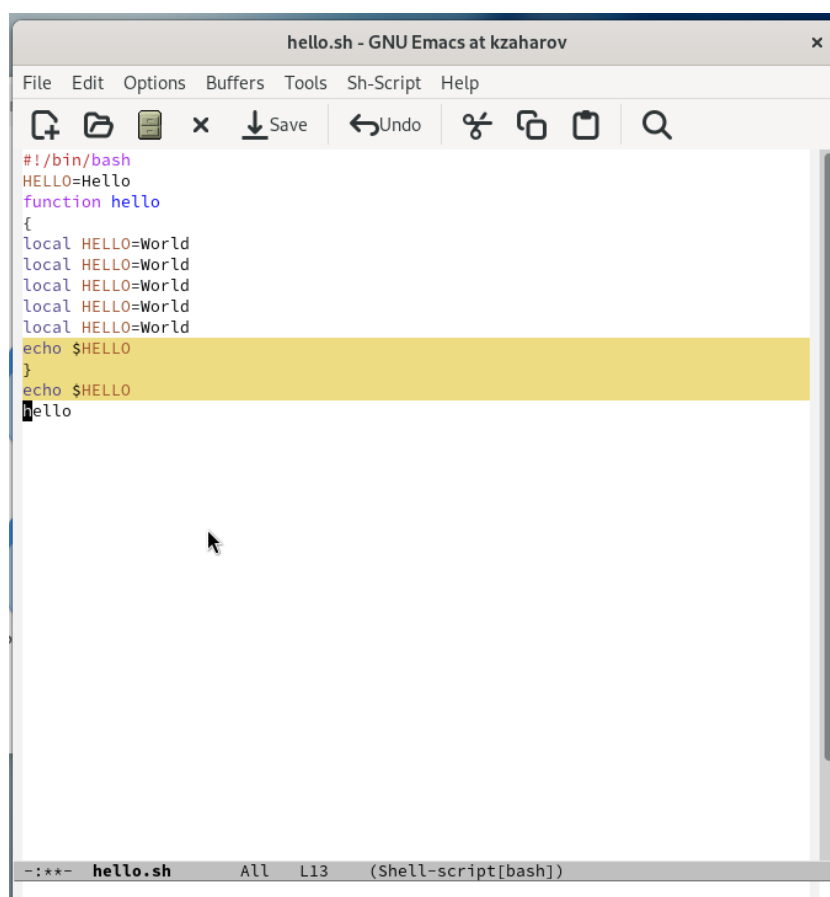 hello.sh - GNU Emacs at kzaharov
File Edit Options Buffers Tools Sh-Script Help
Save Undo
#!/bin/bash
HELLO=Hello
function hello
{
local HELLO=World
local HELLO=World
local HELLO=World
local HELLO=World
local HELLO=World
echo $HELLO
}
echo $HELLO
hello
-:**- hello.sh All L13 (Shell-script[bash])